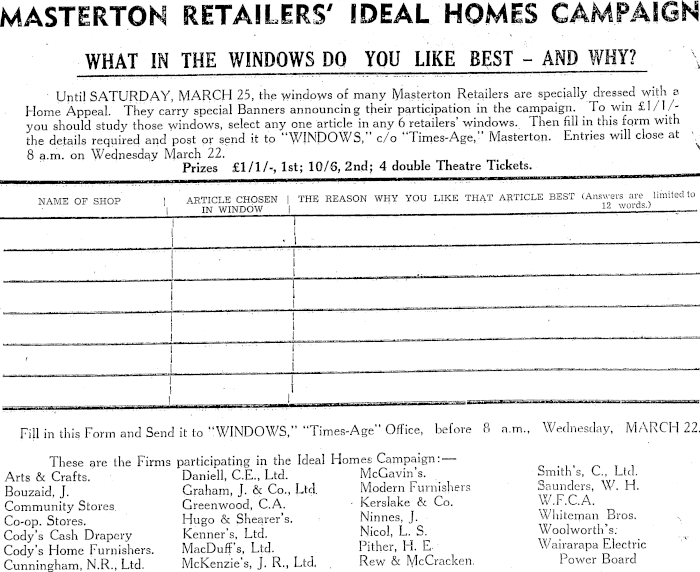 MASTERTON RETAILERS' IDEAL HOMES CAMPAIGN
WHAT IN THE WINDOWS DO YOU LIKE BEST – AND WHY?
Until SATURDAY, MARCH 25, the windows of many Masterton Retailers are specially dressed with a
Home Appeal. They carry special Banners announcing their participation in the campaign. To win £1/1/-
you should study those windows, select any one article in any 6 retailers' windows. Then fill in this form with
the details required and post or send it to "WINDOWS," c/o "Times-Age," Masterton. Entries will close at
8 a.m. on Wednesday March 22.
Prizes £1/1/-, 1st; 10/6, 2nd; 4 double Theatre Tickets.
NAME OF SHOP
ARTICLE CHOSEN
IN WINDOW
THE REASON WHY YOU LIKE THAT ARTICLE BEST (Answers are limited to
12 words.)
Fill in this Form and Send it to "WINDOWS," "Times-Age" Office, before 8 a.m., Wednesday, MARCH 22.
These are the Firms participating in the Ideal Homes Campaign:—
Arts & Crafts.
Bouzaid, J.
Community Stores
Co-op. Stores.
Cody's Cash Drapery
Cody's Home Furnishers.
Cunningham, N.R., Ltd.
Daniell, C.E., Ltd.
Graham, J. & Co., Ltd.
Greenwood, C.A.
Hugo & Shearer's.
Kenner's, Ltd.
MacDuff's, Ltd.
McKenzie's, J. R., Ltd.
McGavin's.
Modern Furnishers
Kerslake & Co.
Ninnes, J.
Nicol, L. S.
Pither, H. E.
Rew & McCracken.
Smith's, C., Ltd.
Saunders, W. H.
W.F.C.A.
Whiteman Bros.
Woolworth's.
Wairarapa Electric
Power Board